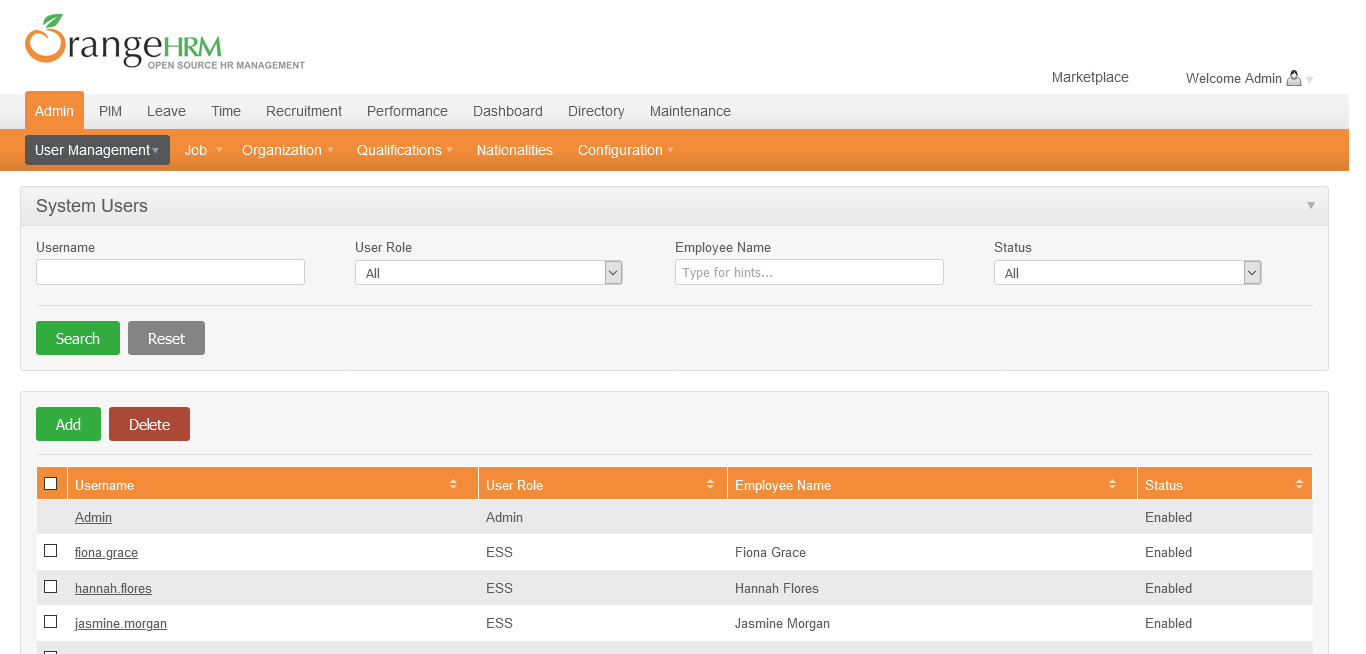 OrangeHRM
OPEN SOURCE HR MANAGEMENT
Marketplace Welcome Admin
Admin PIM Leave Time Recruitment Performance Dashboard Directory Maintenance
User Management Job Organization Qualifications Nationalities Configuration
System Users
Username User Role Employee Name Status
All Type for hints... All
Search Reset
Add Delete
Username User Role Employee Name Status
Admin Admin Enabled
fiona.grace ESS Fiona Grace Enabled
hannah.flores ESS Hannah Flores Enabled
jasmine.morgan ESS Jasmine Morgan Enabled